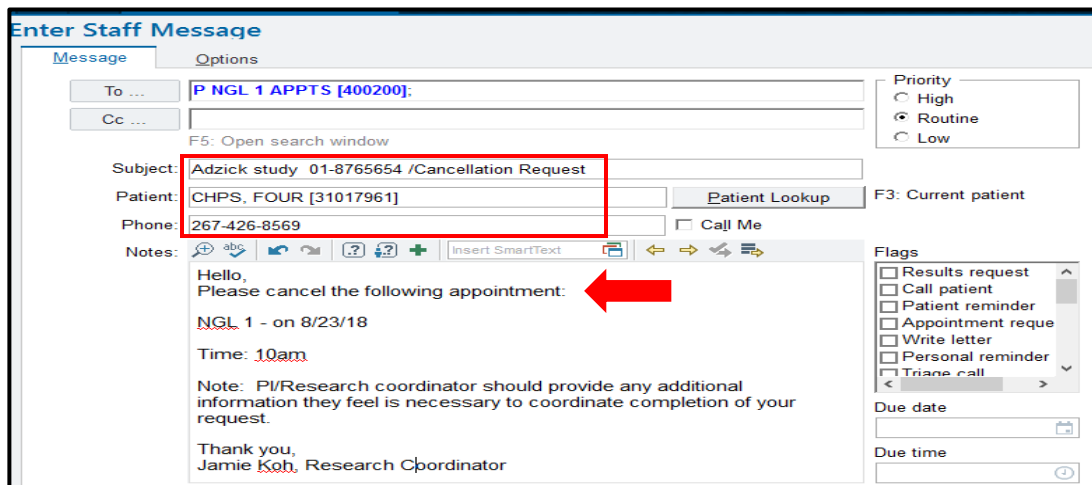 Enter Staff Message
Message Options
To ... P NGL 1 APPTS [400200];
Cc ...
F5: Open search window
Subject: Adzick study 01-8765654 /Cancellation Request
Patient: CHPS, FOUR [31017961] Patient Lookup F3: Current patient
Phone: 267-426-8569 Call Me
Priority
High
Routine
Low
Notes: abc Insert SmartText
Hello,
Please cancel the following appointment:
NGL 1 - on 8/23/18
Time: 10am
Note: PI/Research coordinator should provide any additional
information they feel is necessary to coordinate completion of your
request.
Thank you,
Jamie Koh, Research Coordinator
Flags
Results request
Call patient
Patient reminder
Appointment reque
Write letter
Personal reminder
Triage call
Due date
Due time